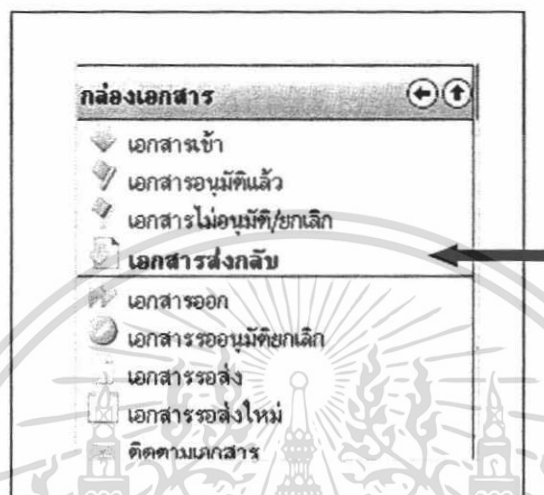 กล่องเอกสาร
เอกสารเข้า
เอกสารอนุมัติแล้ว
เอกสารไม่อนุมัติ/ยกเลิก
เอกสารส่งกลับ
เอกสารออก
เอกสารรออนุมัติยกเลิก
เอกสารรอส่ง
เอกสารรอส่งใหม่
ติดตามเอกสาร